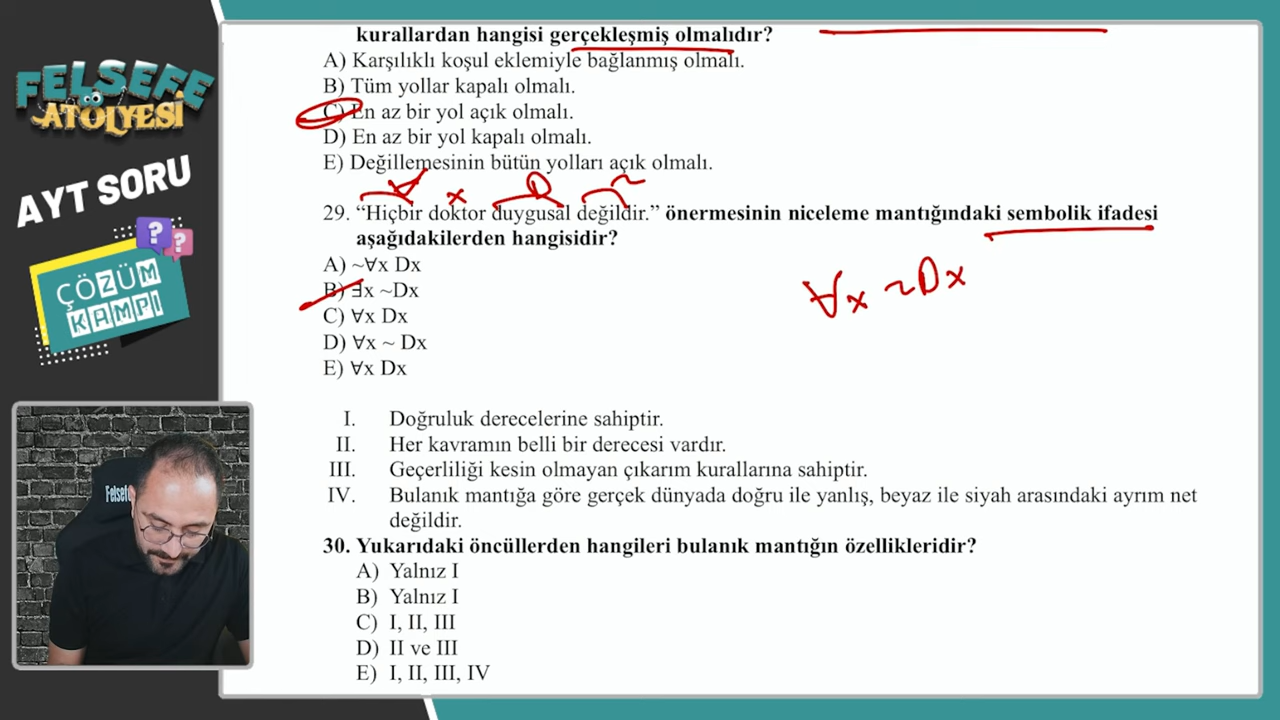 FELSEFE
ATÖLYESİ
AYT SORU
? ?
ÇÖZÜM
KAMPI
Felsefe
kurallardan hangisi gerçekleşmiş olmalıdır?
A) Karşılıklı koşul eklemiyle bağlanmış olmalı.
B) Tüm yollar kapalı olmalı.
C) En az bir yol açık olmalı.
D) En az bir yol kapalı olmalı.
E) Değillemesinin bütün yolları açık olmalı.
∀ x D ~
29. “Hiçbir doktor duygusal değildir.” önermesinin niceleme mantığındaki sembolik ifadesi
aşağıdakilerden hangisidir?
A) ~∀x Dx
B) ∃x ~Dx
C) ∀x Dx
D) ∀x ~ Dx
E) ∀x Dx
∀x ~Dx
I. Doğruluk derecelerine sahiptir.
II. Her kavramın belli bir derecesi vardır.
III. Geçerliliği kesin olmayan çıkarım kurallarına sahiptir.
IV. Bulanık mantığa göre gerçek dünyada doğru ile yanlış, beyaz ile siyah arasındaki ayrım net
değildir.
30. Yukarıdaki öncüllerden hangileri bulanık mantığın özellikleridir?
A) Yalnız I
B) Yalnız I
C) I, II, III
D) II ve III
E) I, II, III, IV